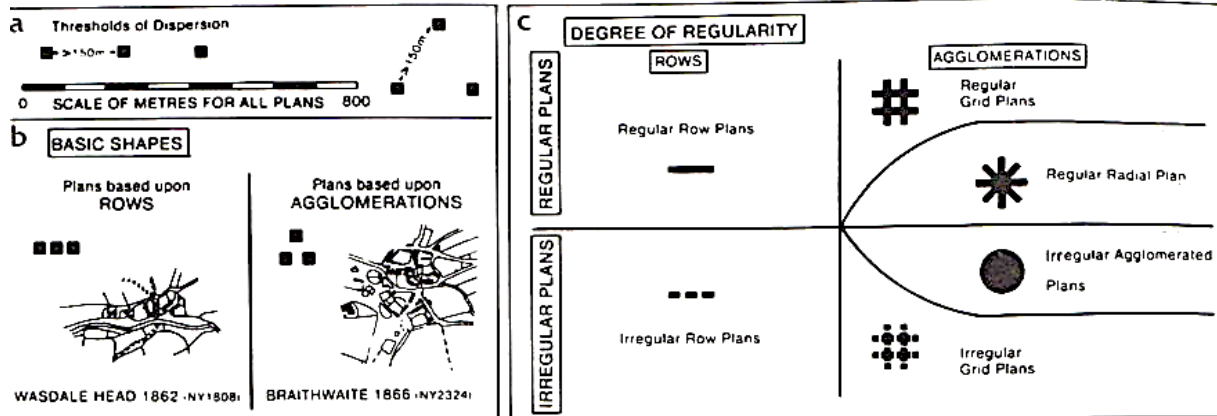 a
Thresholds of Dispersion
>150m
>150m
0 SCALE OF METRES FOR ALL PLANS 800
b
BASIC SHAPES
Plans based upon
ROWS
WASDALE HEAD 1862 (NY1808)
Plans based upon
AGGLOMERATIONS
BRAITHWAITE 1866 (NY2324)
c
DEGREE OF REGULARITY
ROWS
AGGLOMERATIONS
REGULAR PLANS
Regular Row Plans
Regular
Grid Plans
Regular Radial Plan
IRREGULAR PLANS
Irregular Row Plans
Irregular Agglomerated
Plans
Irregular
Grid Plans